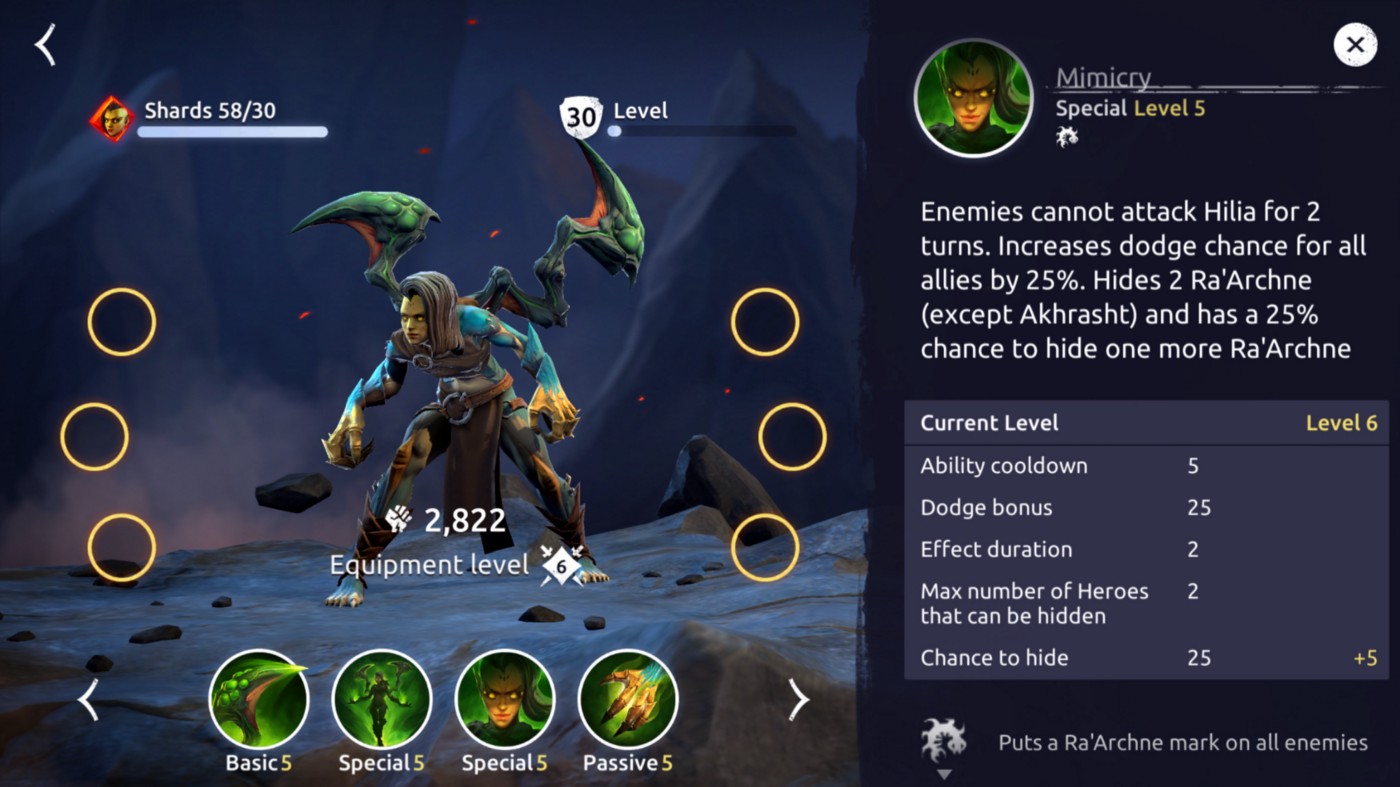 Shards 58/30
30 Level
2,822
Equipment level 6
Basic 5
Special 5
Special 5
Passive 5
Mimicry
Special Level 5
Enemies cannot attack Hilia for 2
turns. Increases dodge chance for all
allies by 25%. Hides 2 Ra'Archne
(except Akhrasht) and has a 25%
chance to hide one more Ra'Archne
Current Level Level 6
Ability cooldown 5
Dodge bonus 25
Effect duration 2
Max number of Heroes 2
that can be hidden
Chance to hide 25 +5
Puts a Ra'Archne mark on all enemies